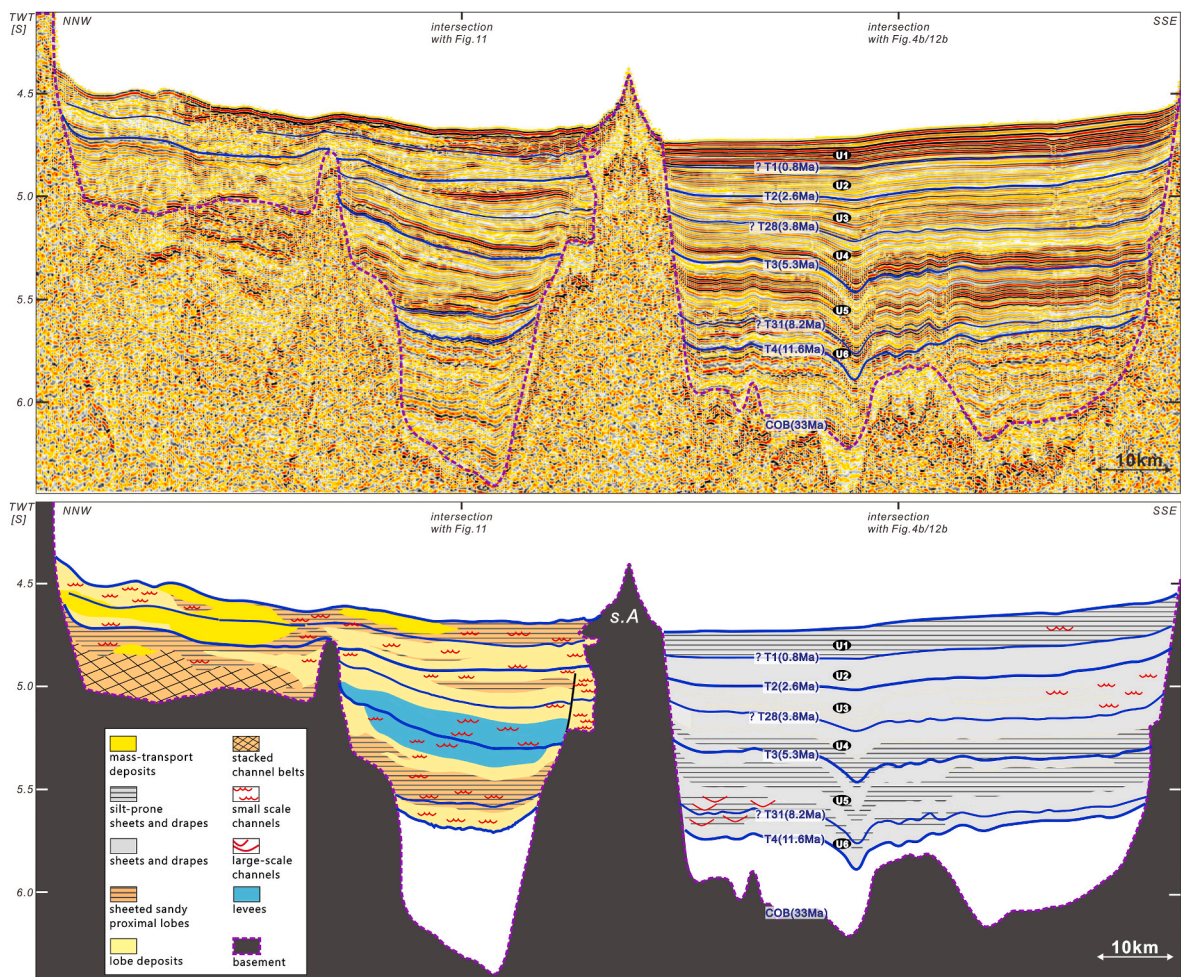 TWT
[S]
NNW
intersection
with Fig.11
intersection
with Fig.4b/12b
SSE
4.5
5.0
5.5
6.0
U1
? T1(0.8Ma)
U2
T2(2.6Ma)
U3
? T28(3.8Ma)
U4
T3(5.3Ma)
U5
? T31(8.2Ma)
T4(11.6Ma)
U6
COB(33Ma)
10km
TWT
[S]
NNW
intersection
with Fig.11
intersection
with Fig.4b/12b
SSE
4.5
5.0
5.5
6.0
s.A
U1
? T1(0.8Ma)
U2
T2(2.6Ma)
U3
? T28(3.8Ma)
U4
T3(5.3Ma)
U5
? T31(8.2Ma)
T4(11.6Ma)
U6
COB(33Ma)
10km
mass-transport
deposits
stacked
channel belts
silt-prone
sheets and drapes
small scale
channels
sheets and drapes
large-scale
channels
sheeted sandy
proximal lobes
levees
lobe deposits
basement